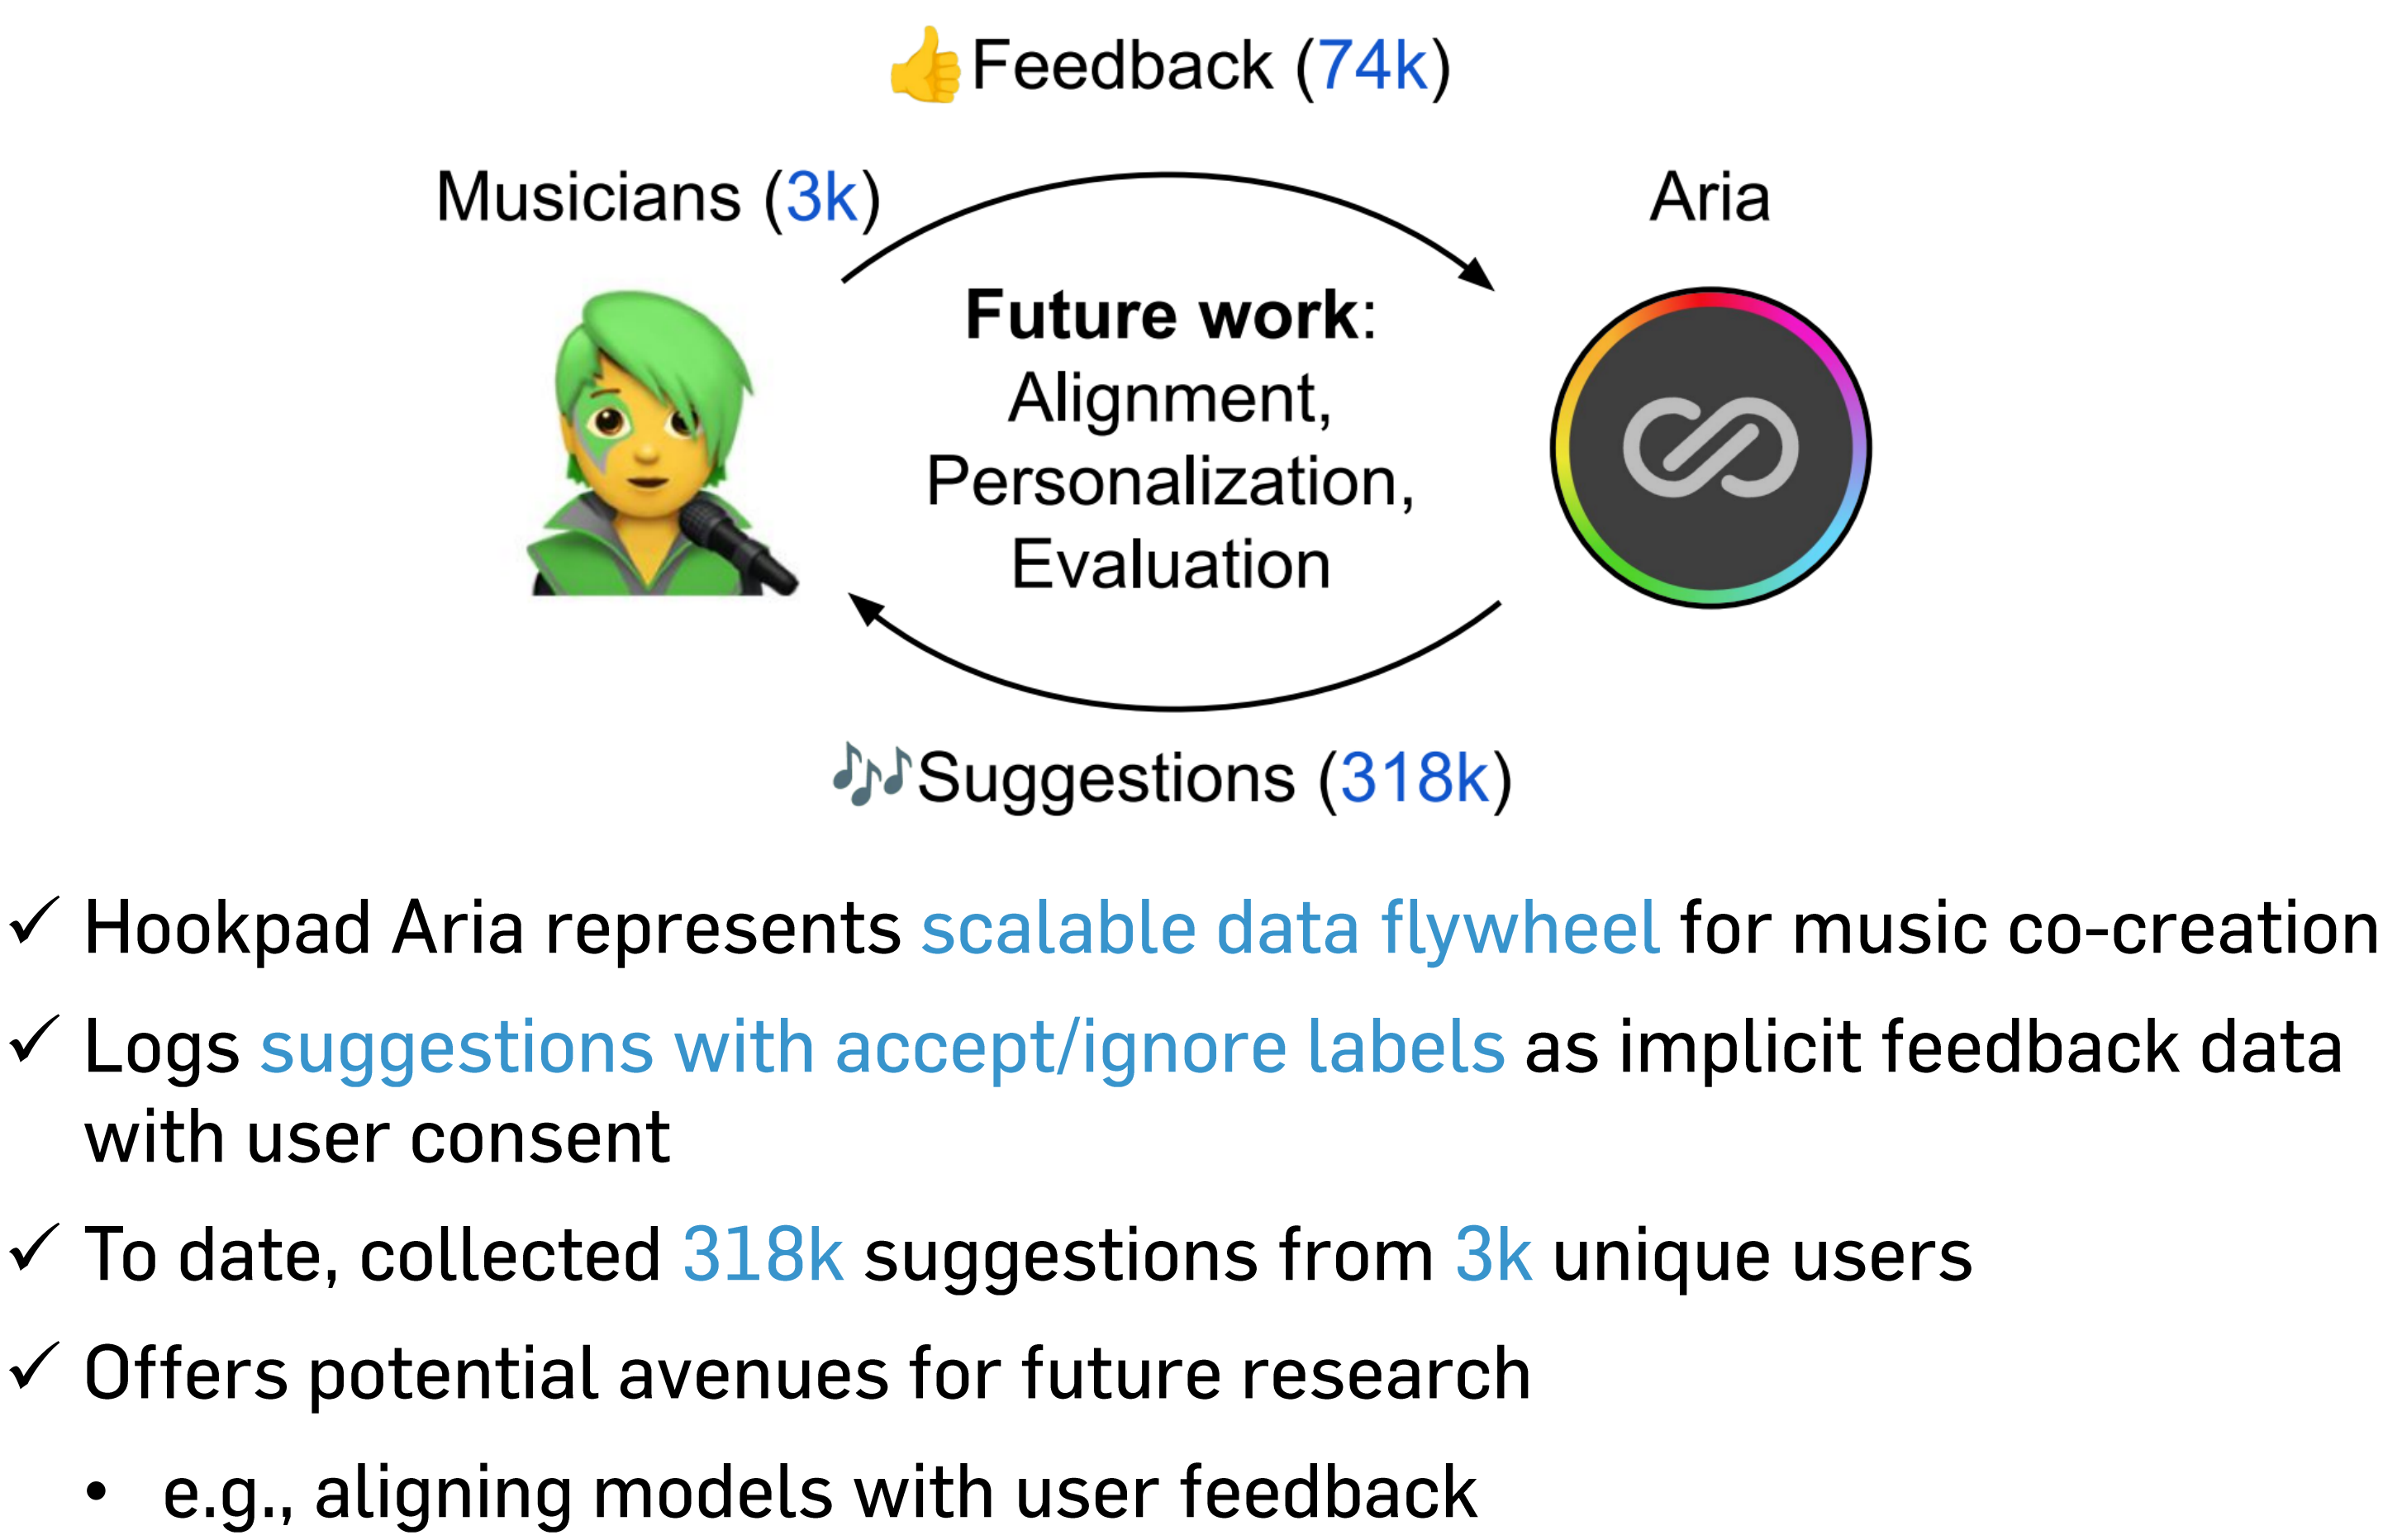 👍Feedback (74k)
Musicians (3k)
Aria
Future work:
Alignment,
Personalization,
Evaluation
🎶Suggestions (318k)
✓ Hookpad Aria represents scalable data flywheel for music co-creation
✓ Logs suggestions with accept/ignore labels as implicit feedback data
with user consent
✓ To date, collected 318k suggestions from 3k unique users
✓ Offers potential avenues for future research
• e.g., aligning models with user feedback